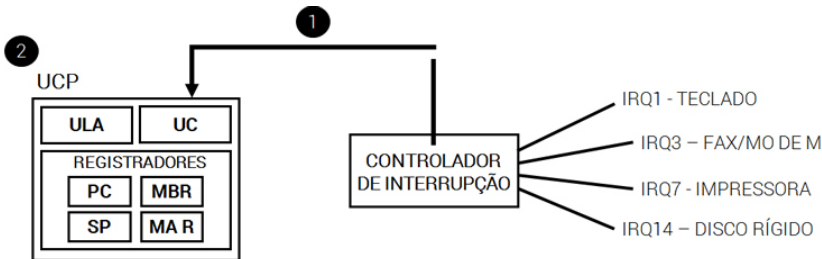 1
2
UCP
ULA
UC
REGISTRADORES
PC
MBR
SP
MA R
CONTROLADOR
DE INTERRUPÇÃO
IRQ1 - TECLADO
IRQ3 – FAX/MO DE M
IRQ7 - IMPRESSORA
IRQ14 – DISCO RÍGIDO